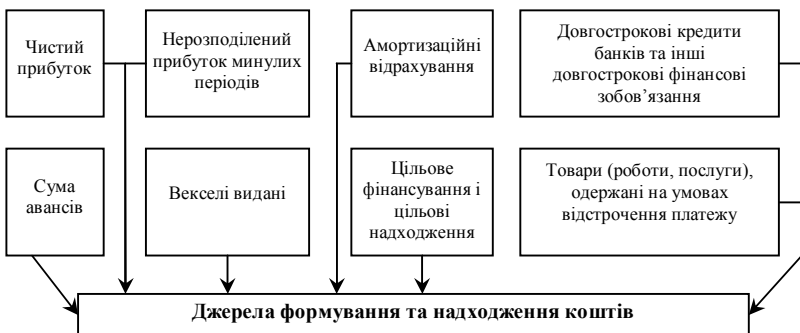 Чистий
прибуток
Нерозподілений
прибуток минулих
періодів
Амортизаційні
відрахування
Довгострокові кредити
банків та інші
довгострокові фінансові
зобов’язання
Сума
авансів
Векселі видані
Цільове
фінансування і
цільові
надходження
Товари (роботи, послуги),
одержані на умовах
відстрочення платежу
Джерела формування та надходження коштів